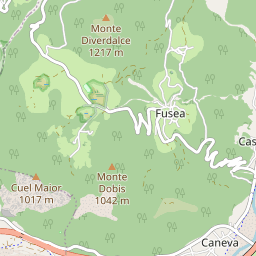 Monte
Diverdalce
1217 m
Fusea
Cas
Cuel Maior
1017 m
Monte
Dobis
1042 m
Caneva